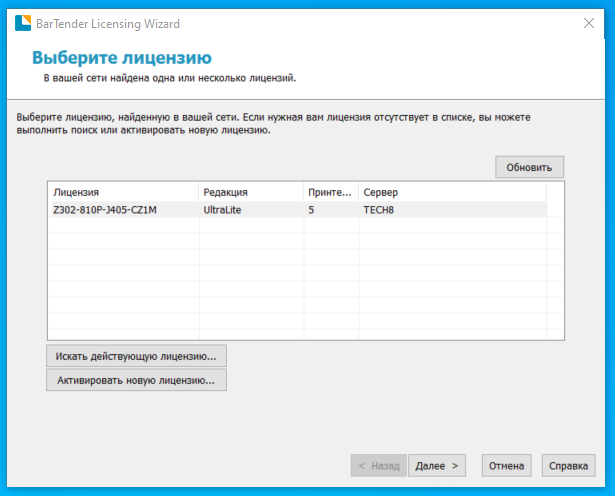 BarTender Licensing Wizard
Выберите лицензию
В вашей сети найдена одна или несколько лицензий.
Выберите лицензию, найденную в вашей сети. Если нужная вам лицензия отсутствует в списке, вы можете
выполнить поиск или активировать новую лицензию.
Обновить
Лицензия Редакция Принте... Сервер
Z302-810P-J405-CZ1M UltraLite 5 TECH8
Искать действующую лицензию...
Активировать новую лицензию...
< Назад Далее > Отмена Справка